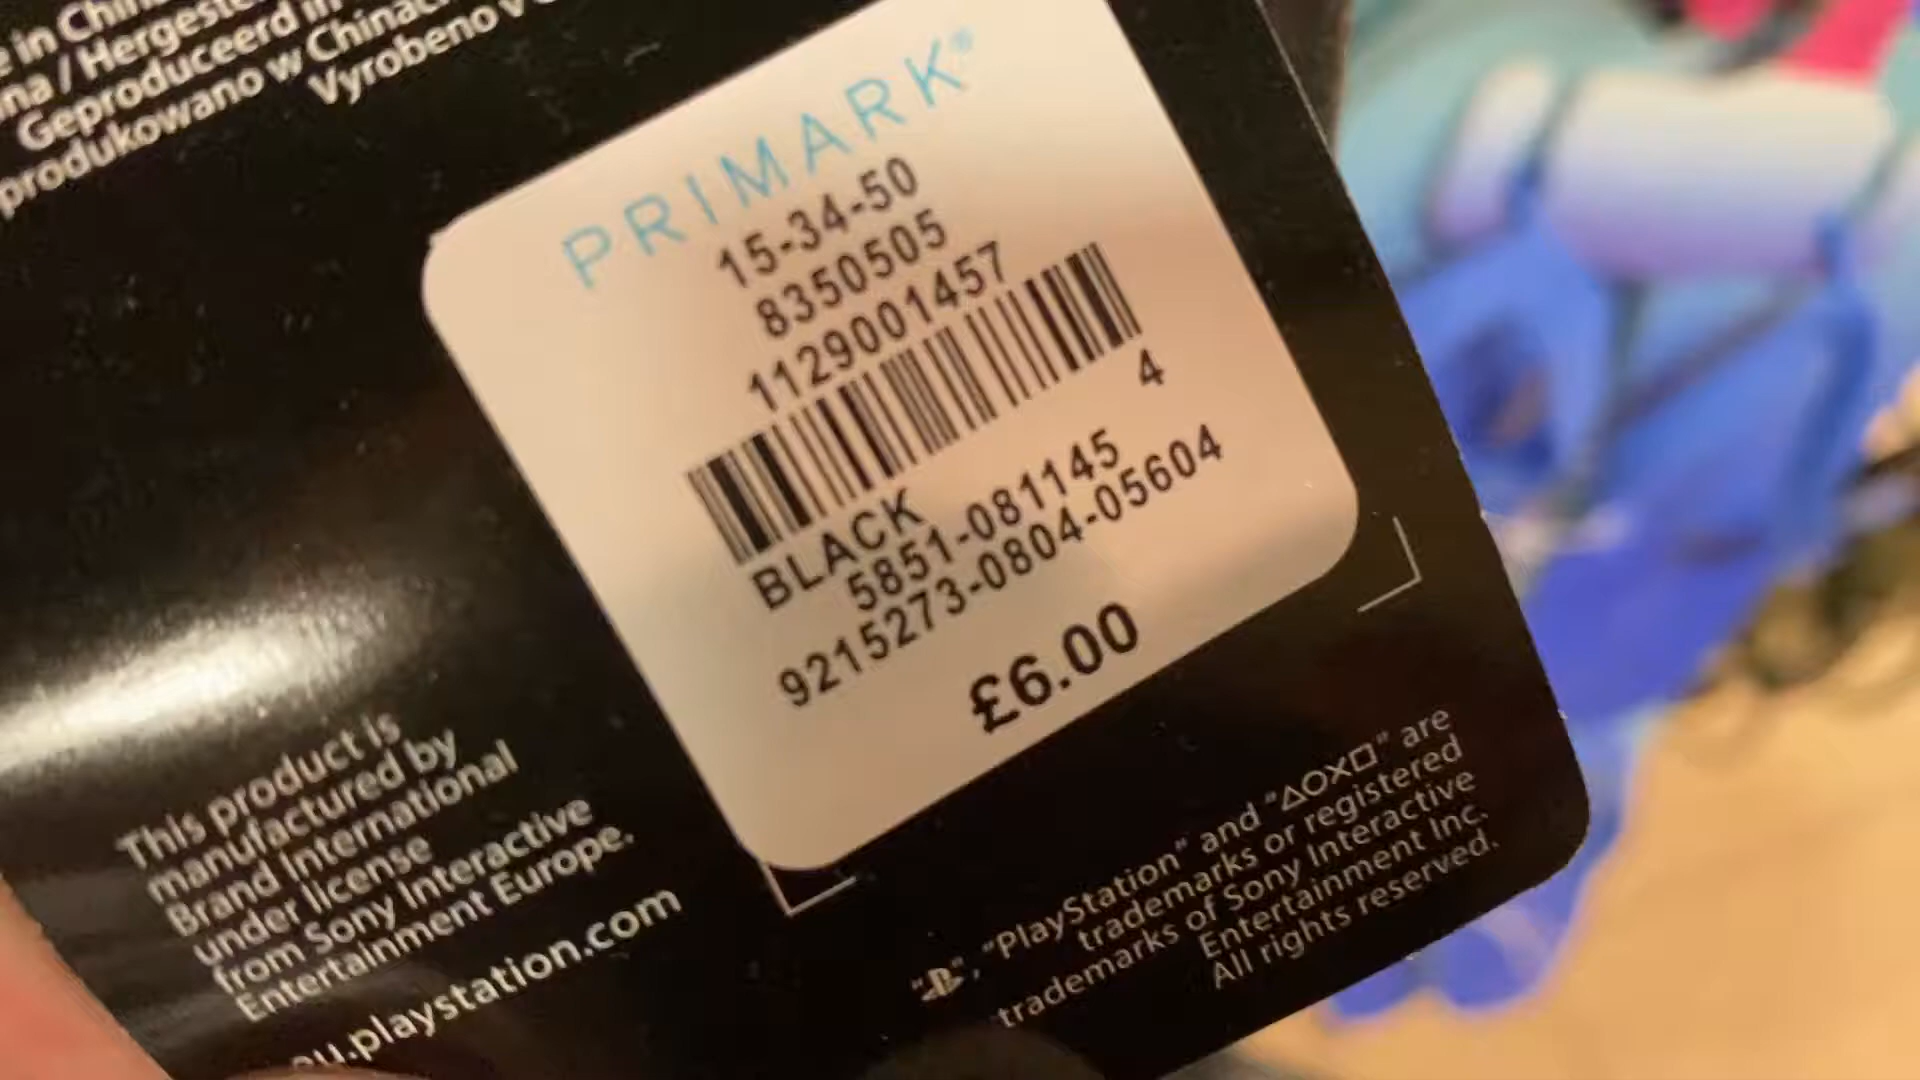 in China
/ Hergeste
Geproduceerd in
produkowano w Chinach
Vyrobeno v
PRIMARK®
15-34-50
8350505
1129001457
4
BLACK
5851-081145
9215273-0804-05604
£6.00
This product is
manufactured by
Brand International
under license
from Sony Interactive
Entertainment Europe.
eu.playstation.com
"PlayStation" and "△○✕□" are
trademarks or registered
trademarks of Sony Interactive
Entertainment Inc.
All rights reserved.